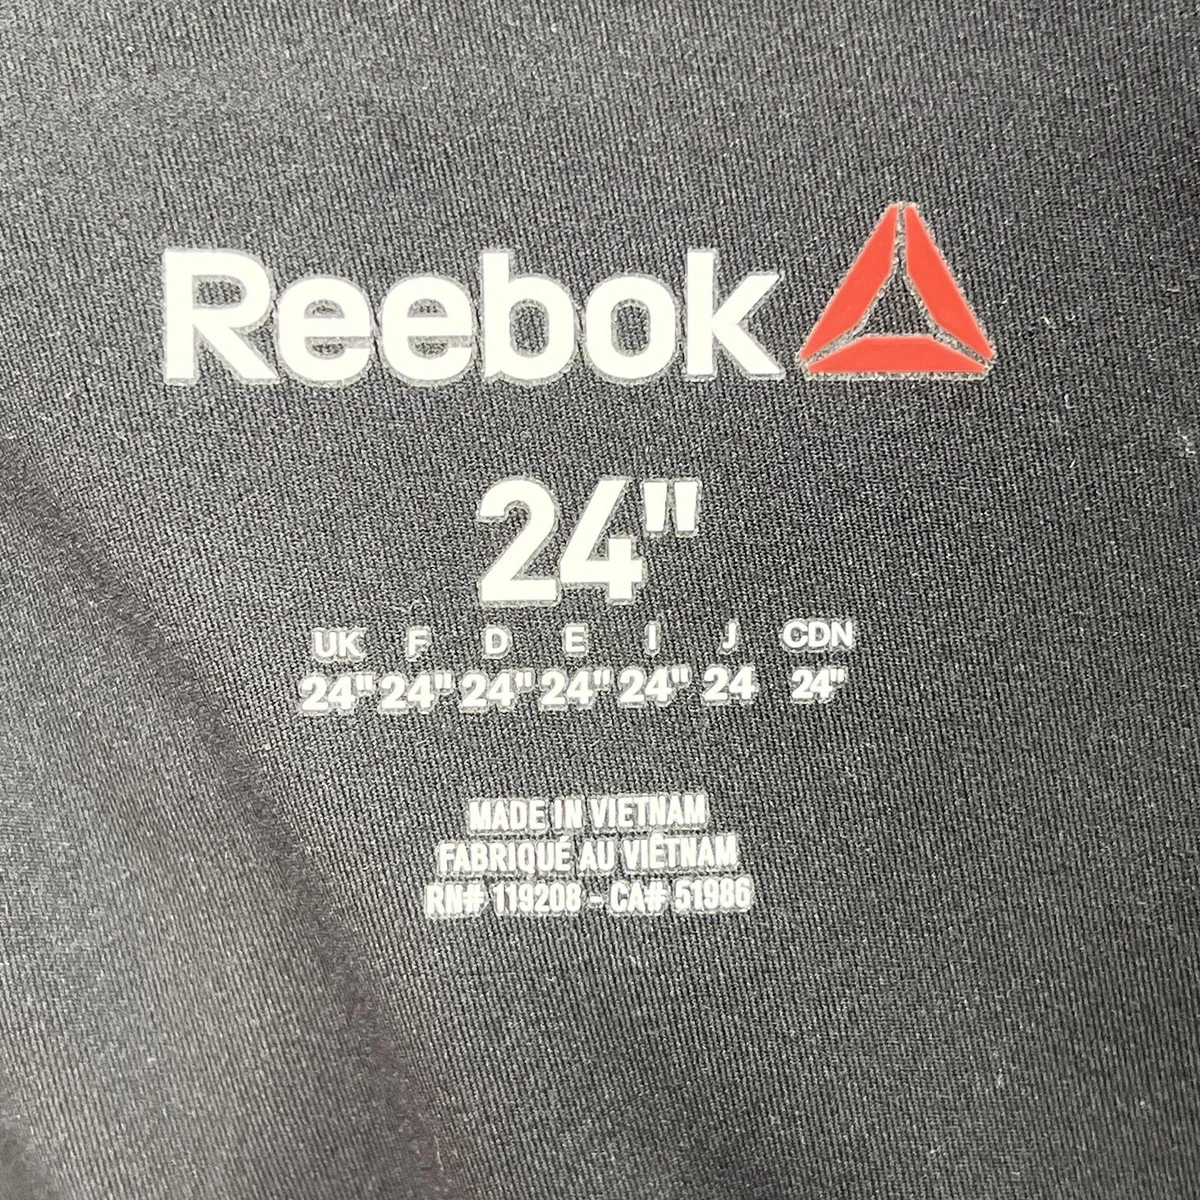 Reebok
24"
UK F D E I J CDN
24" 24" 24" 24" 24" 24 24"
MADE IN VIETNAM
FABRIQUÉ AU VIÊTNAM
RN# 119208 - CA# 51986